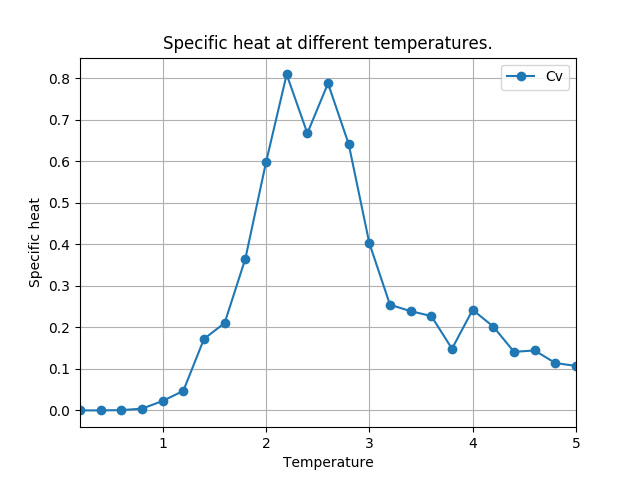 Specific heat at different temperatures.
Cv
0.8
0.7
0.6
0.5
0.4
0.3
0.2
0.1
0.0
Specific heat
1 2 3 4 5
Temperature